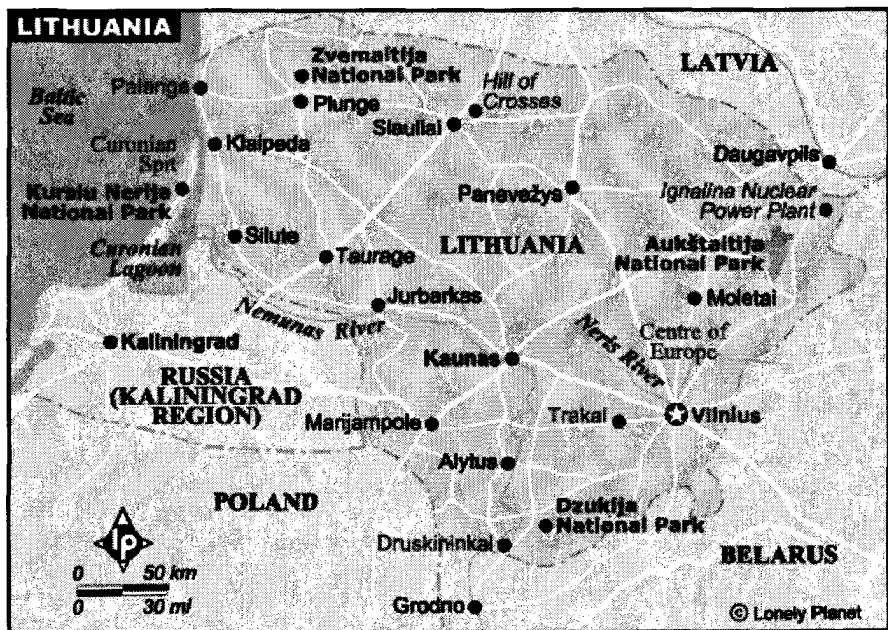 LITHUANIA
Zvemaitija
National Park
LATVIA
Palanga
Baltic
Sea
Plunge
Hill of
Crosses
Siauliai
Curonian
Sprt
Klaipeda
Daugavpils
Kursiu Nerija
National Park
Panevežys
Ignalina Nuclear
Power Plant
Silute
LITHUANIA
Aukštaitija
National Park
Curonian
Lagoon
Taurage
Jurbarkas
Moletai
Nemunas River
Neris River
Kaliningrad
Centre of
Europe
Kaunas
RUSSIA
(KALININGRAD
REGION)
Marijampole
Trakai
Vilnius
Alytus
POLAND
Dzukija
National Park
lp
Druskininkai
BELARUS
0 50 km
0 30 mi
Grodno
© Lonely Planet